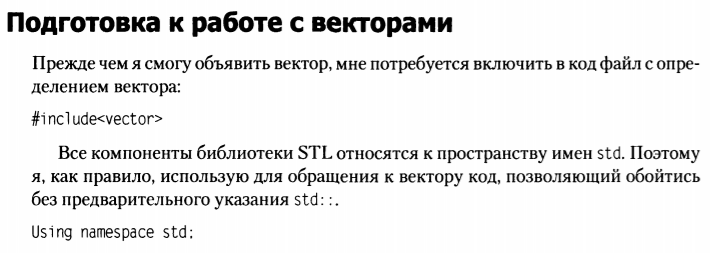 Подготовка к работе с векторами
Прежде чем я смогу объявить вектор, мне потребуется включить в код файл с опре-
делением вектора:
#include<vector>
Все компоненты библиотеки STL относятся к пространству имен std. Поэтому
я, как правило, использую для обращения к вектору код, позволяющий обойтись
без предварительного указания std::.
Using namespace std;